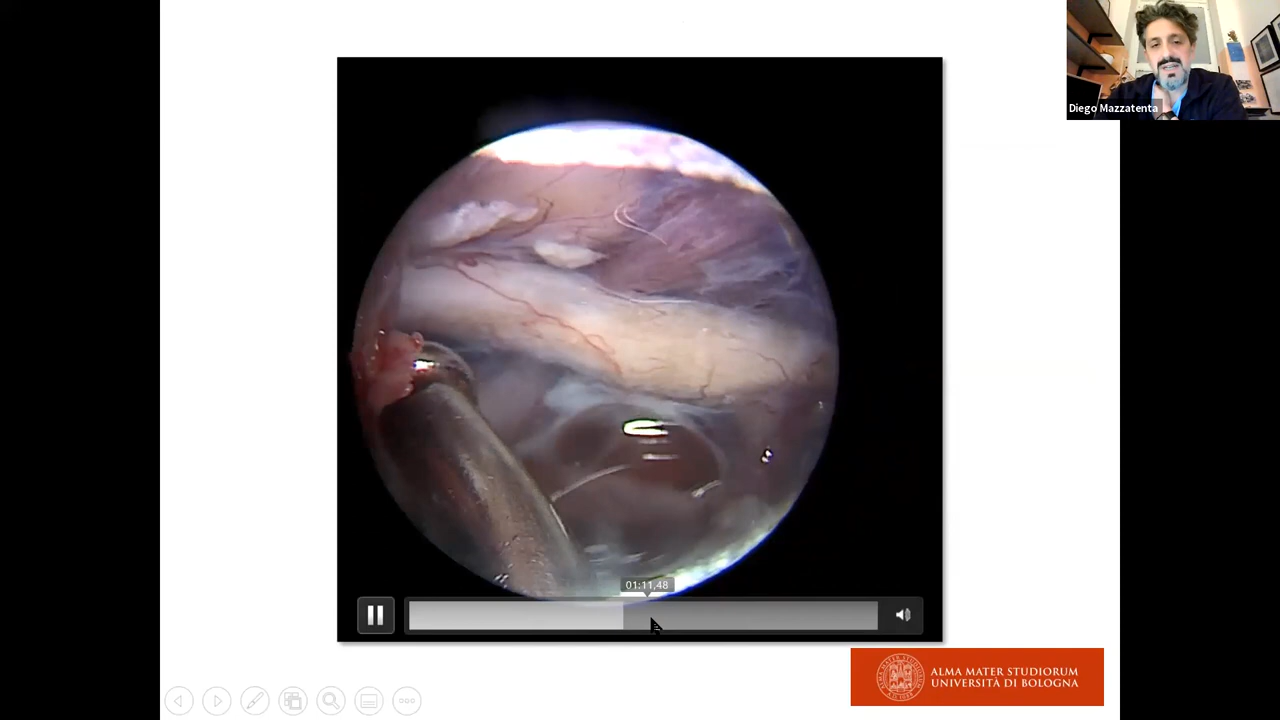 Diego Mazzatenta
01:11,48
ALMA MATER STUDIORUM
UNIVERSITÀ DI BOLOGNA